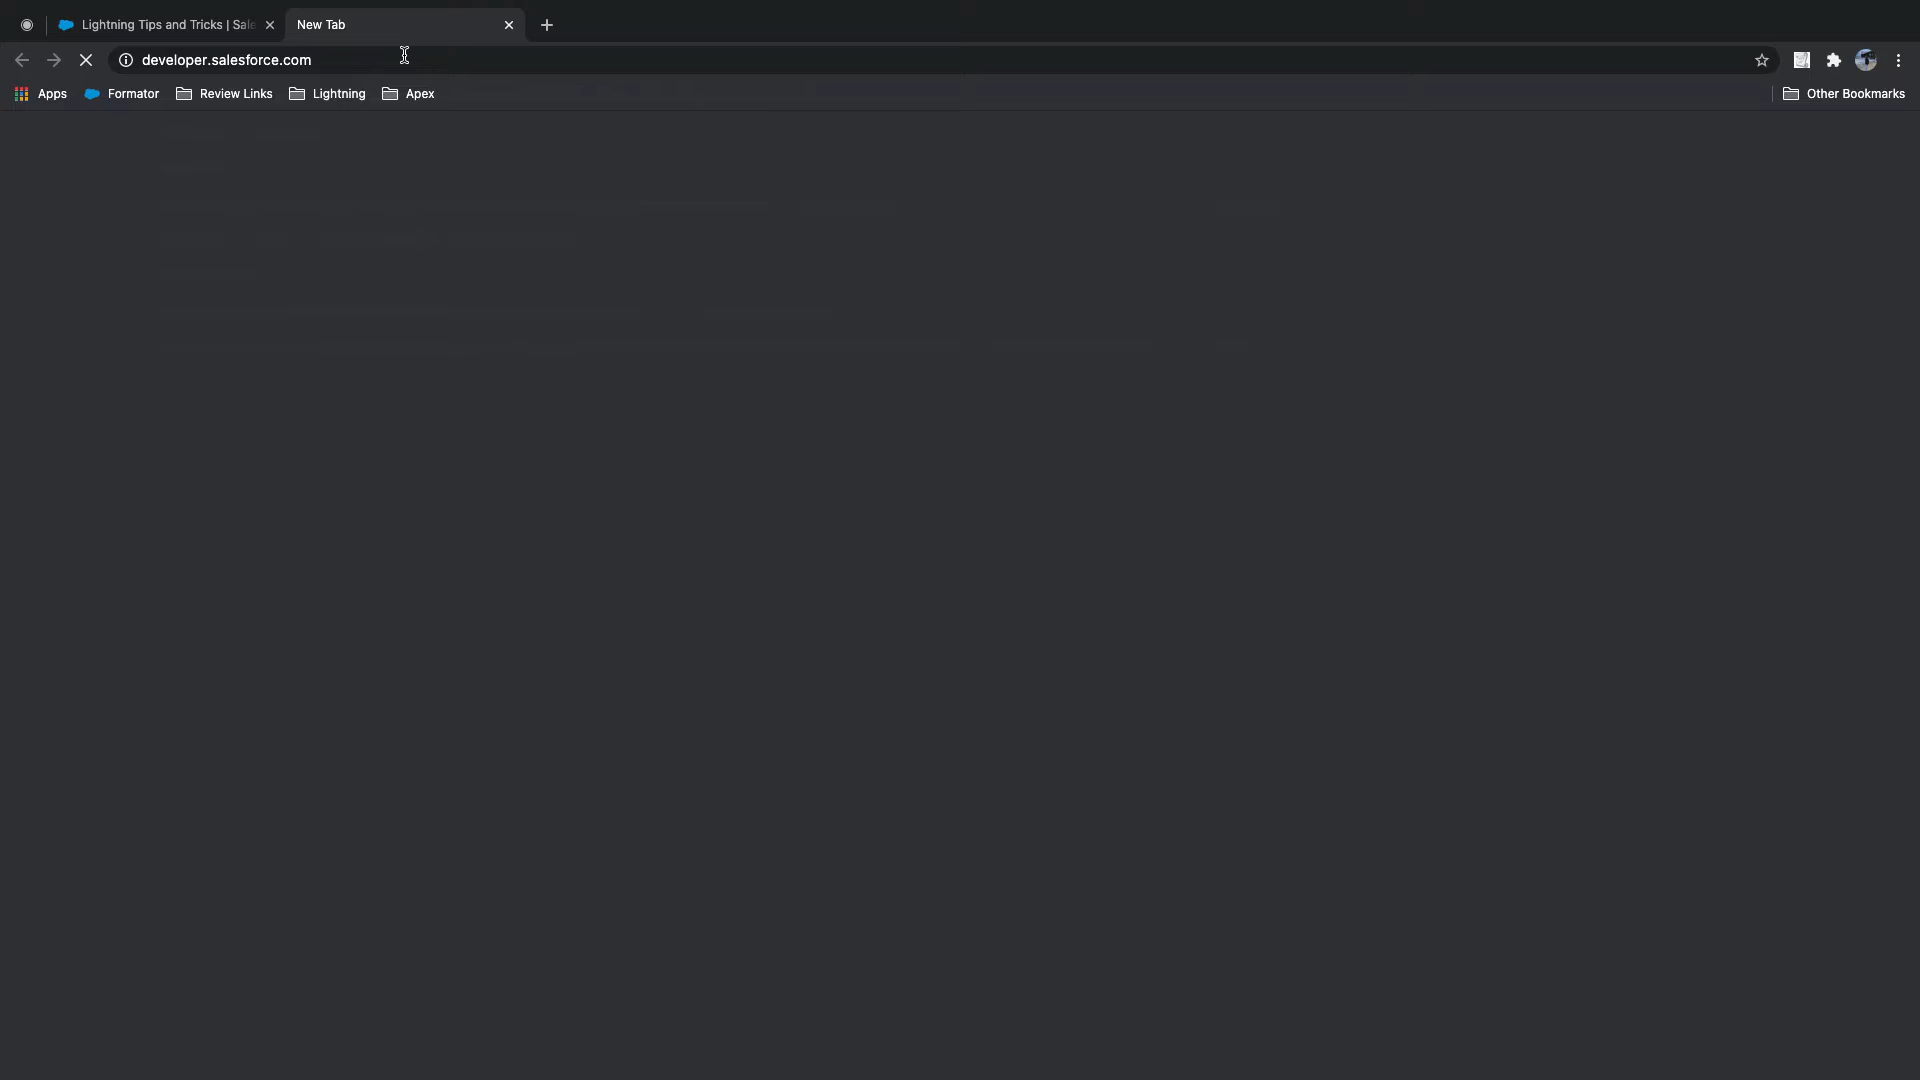 Lightning Tips and Tricks | Sale
New Tab
developer.salesforce.com
Apps
Formator
Review Links
Lightning
Apex
Other Bookmarks